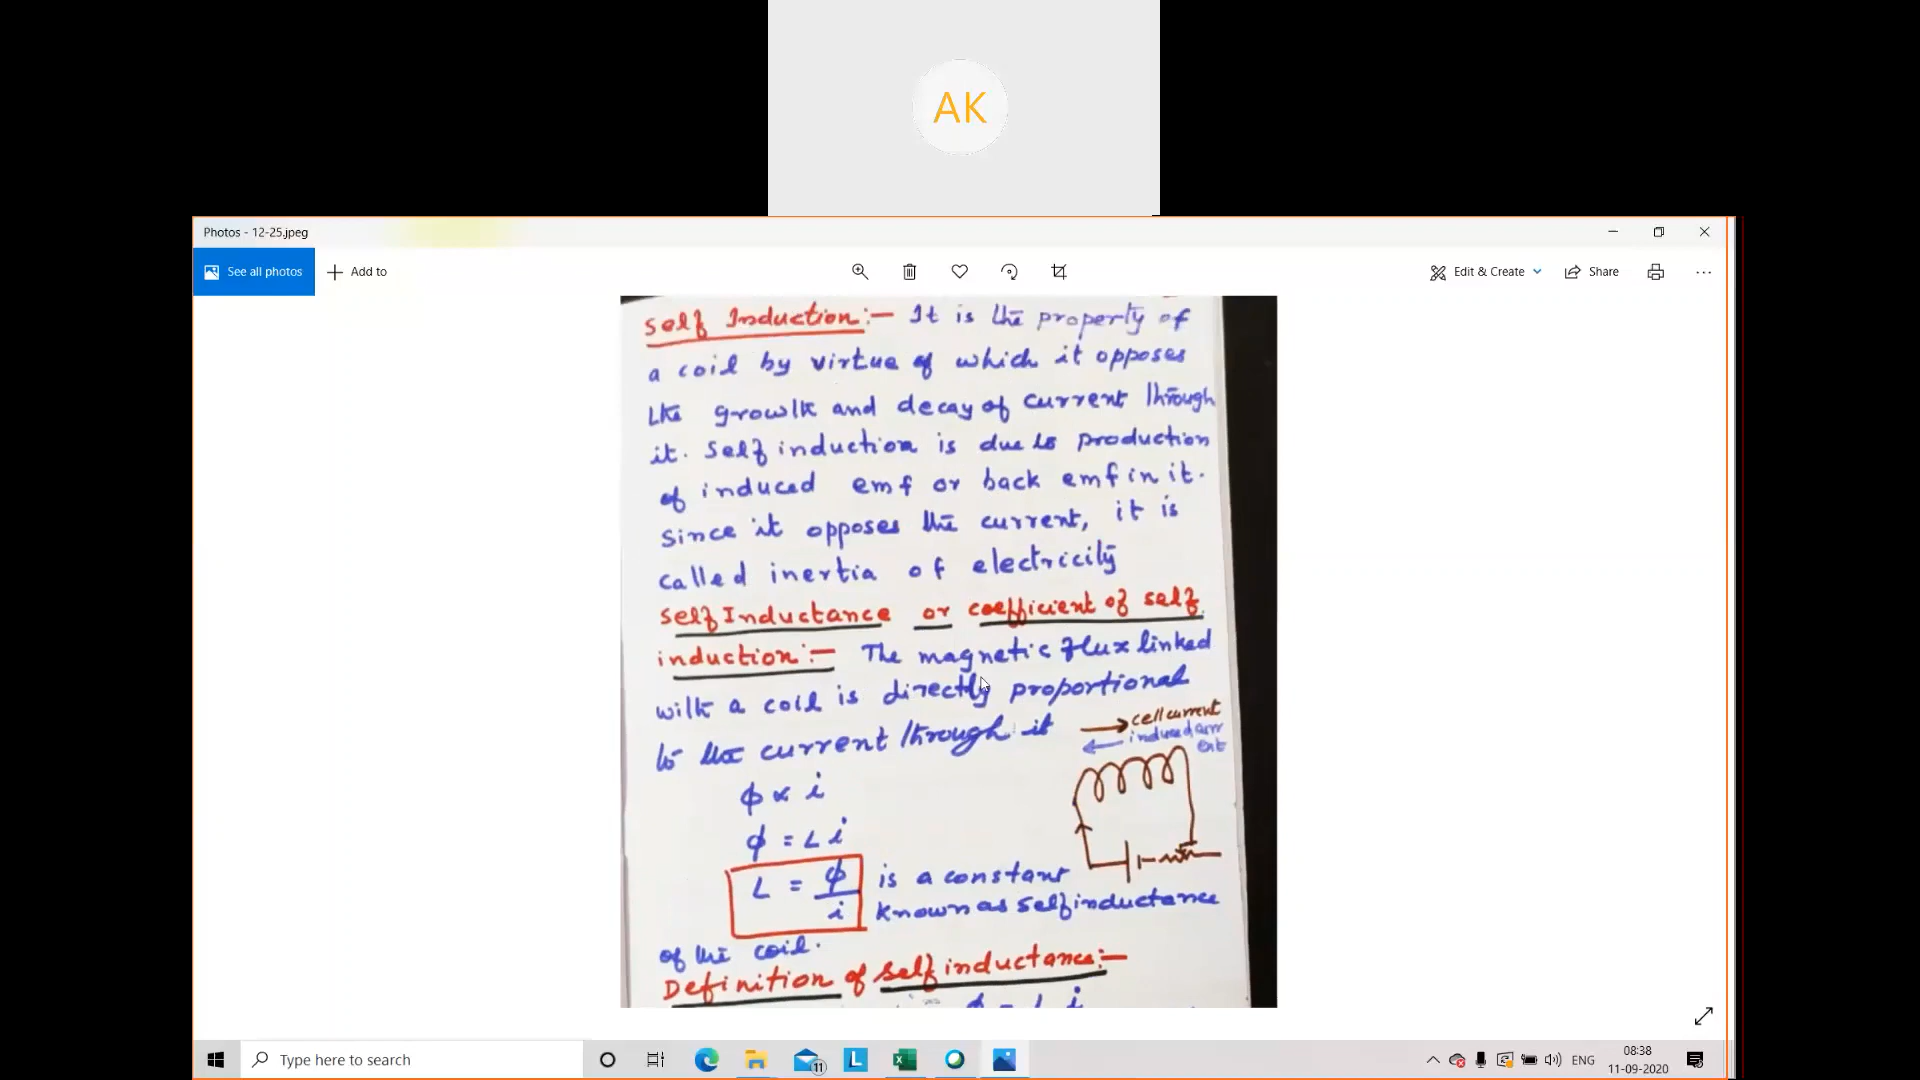 AK
Photos - 12-25.jpeg
See all photos
Add to
Edit & Create
Share
Self Induction:- It is the property of
a coil by virtue of which it opposes
the growth and decay of current through
it. Self induction is due to production
of induced emf or back emf in it.
Since it opposes the current, it is
called inertia of electricity
Self Inductance or coefficient of self
induction:- The magnetic flux linked
with a coil is directly proportional
to the current through it
cell current
induced curr
ent
ϕ ∝ i
ϕ = L i
L = ϕ / i is a constant
known as self inductance
of the coil.
Definition of self inductance:-
ϕ = L i
Type here to search
11
L
ENG
08:38
11-09-2020